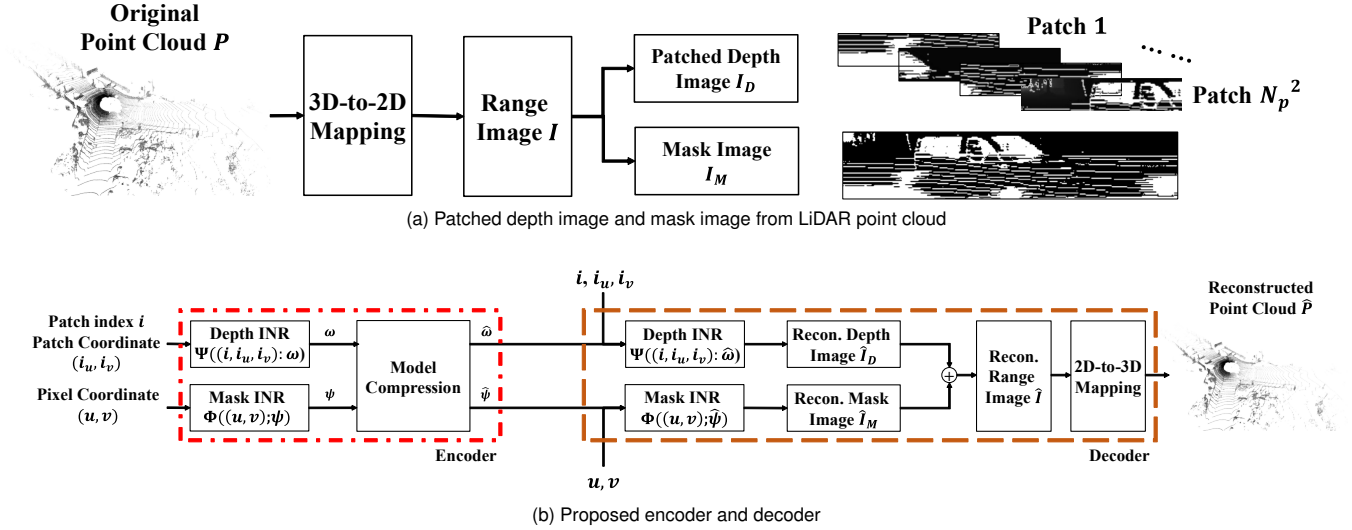 Original
Point Cloud P
3D-to-2D
Mapping
Range
Image I
Patched Depth
Image I_D
Mask Image
I_M
Patch 1
Patch N_p^2
(a) Patched depth image and mask image from LiDAR point cloud
Patch index i
Patch Coordinate
(i_u, i_v)
Pixel Coordinate
(u, v)
Depth INR
Ψ((i, i_u, i_v): ω)
Mask INR
Φ((u, v);ψ)
ω
ψ
Model
Compression
ω̂
ψ̂
Encoder
i, i_u, i_v
u, v
Depth INR
Ψ((i, i_u, i_v): ω̂)
Mask INR
Φ((u, v);ψ̂)
Recon. Depth
Image Î_D
Recon. Mask
Image Î_M
+
Recon.
Range
Image Î
2D-to-3D
Mapping
Decoder
Reconstructed
Point Cloud P̂
(b) Proposed encoder and decoder